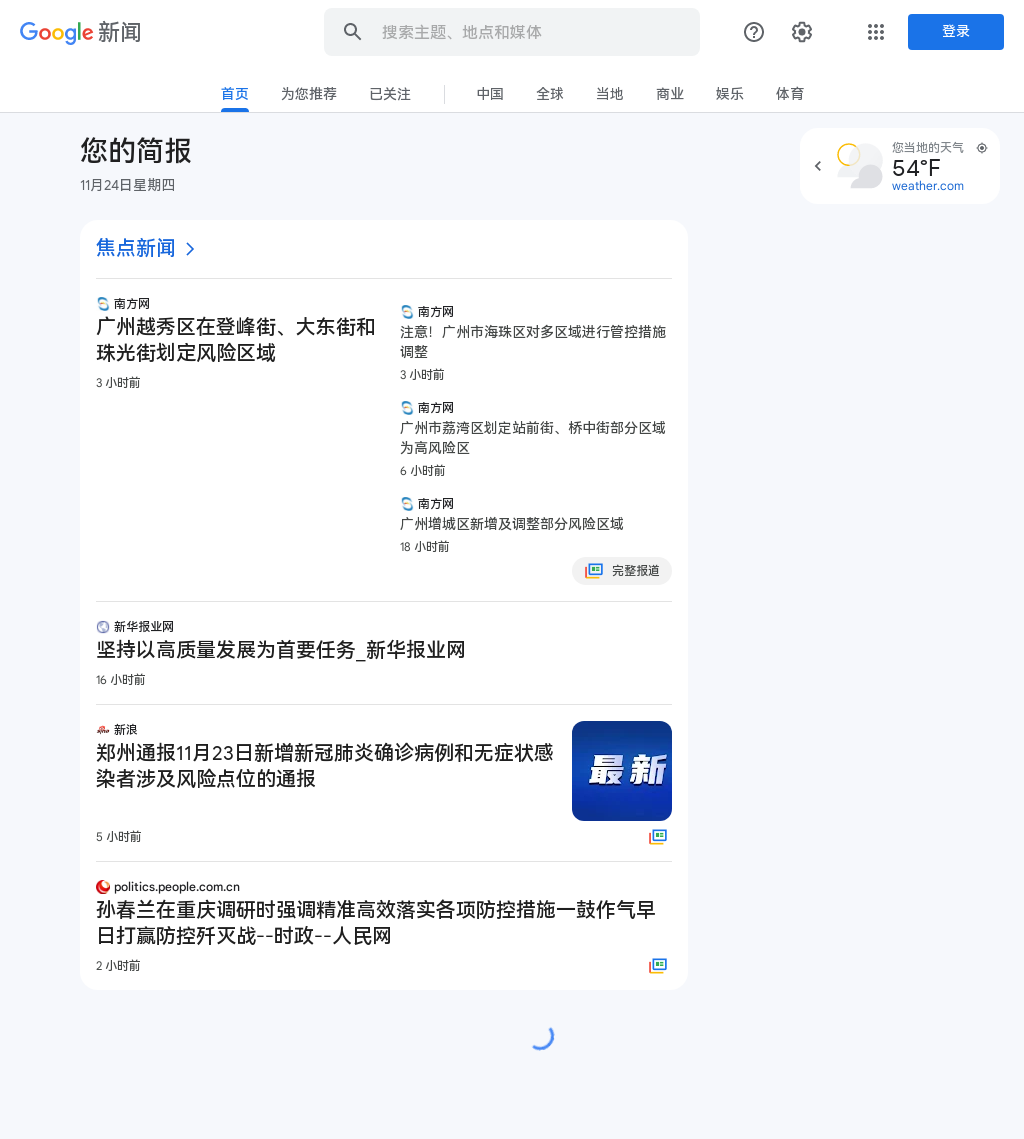 Google 新闻
搜索主题、地点和媒体
登录
首页
为您推荐
已关注
中国
全球
当地
商业
娱乐
体育
您的简报
11月24日星期四
您当地的天气
54°F
weather.com
焦点新闻
南方网
广州越秀区在登峰街、大东街和
珠光街划定风险区域
3 小时前
南方网
注意！广州市海珠区对多区域进行管控措施
调整
3 小时前
南方网
广州市荔湾区划定站前街、桥中街部分区域
为高风险区
6 小时前
南方网
广州增城区新增及调整部分风险区域
18 小时前
完整报道
新华报业网
坚持以高质量发展为首要任务_新华报业网
16 小时前
新浪
郑州通报11月23日新增新冠肺炎确诊病例和无症状感
染者涉及风险点位的通报
最新
5 小时前
politics.people.com.cn
孙春兰在重庆调研时强调精准高效落实各项防控措施一鼓作气早
日打赢防控歼灭战--时政--人民网
2 小时前